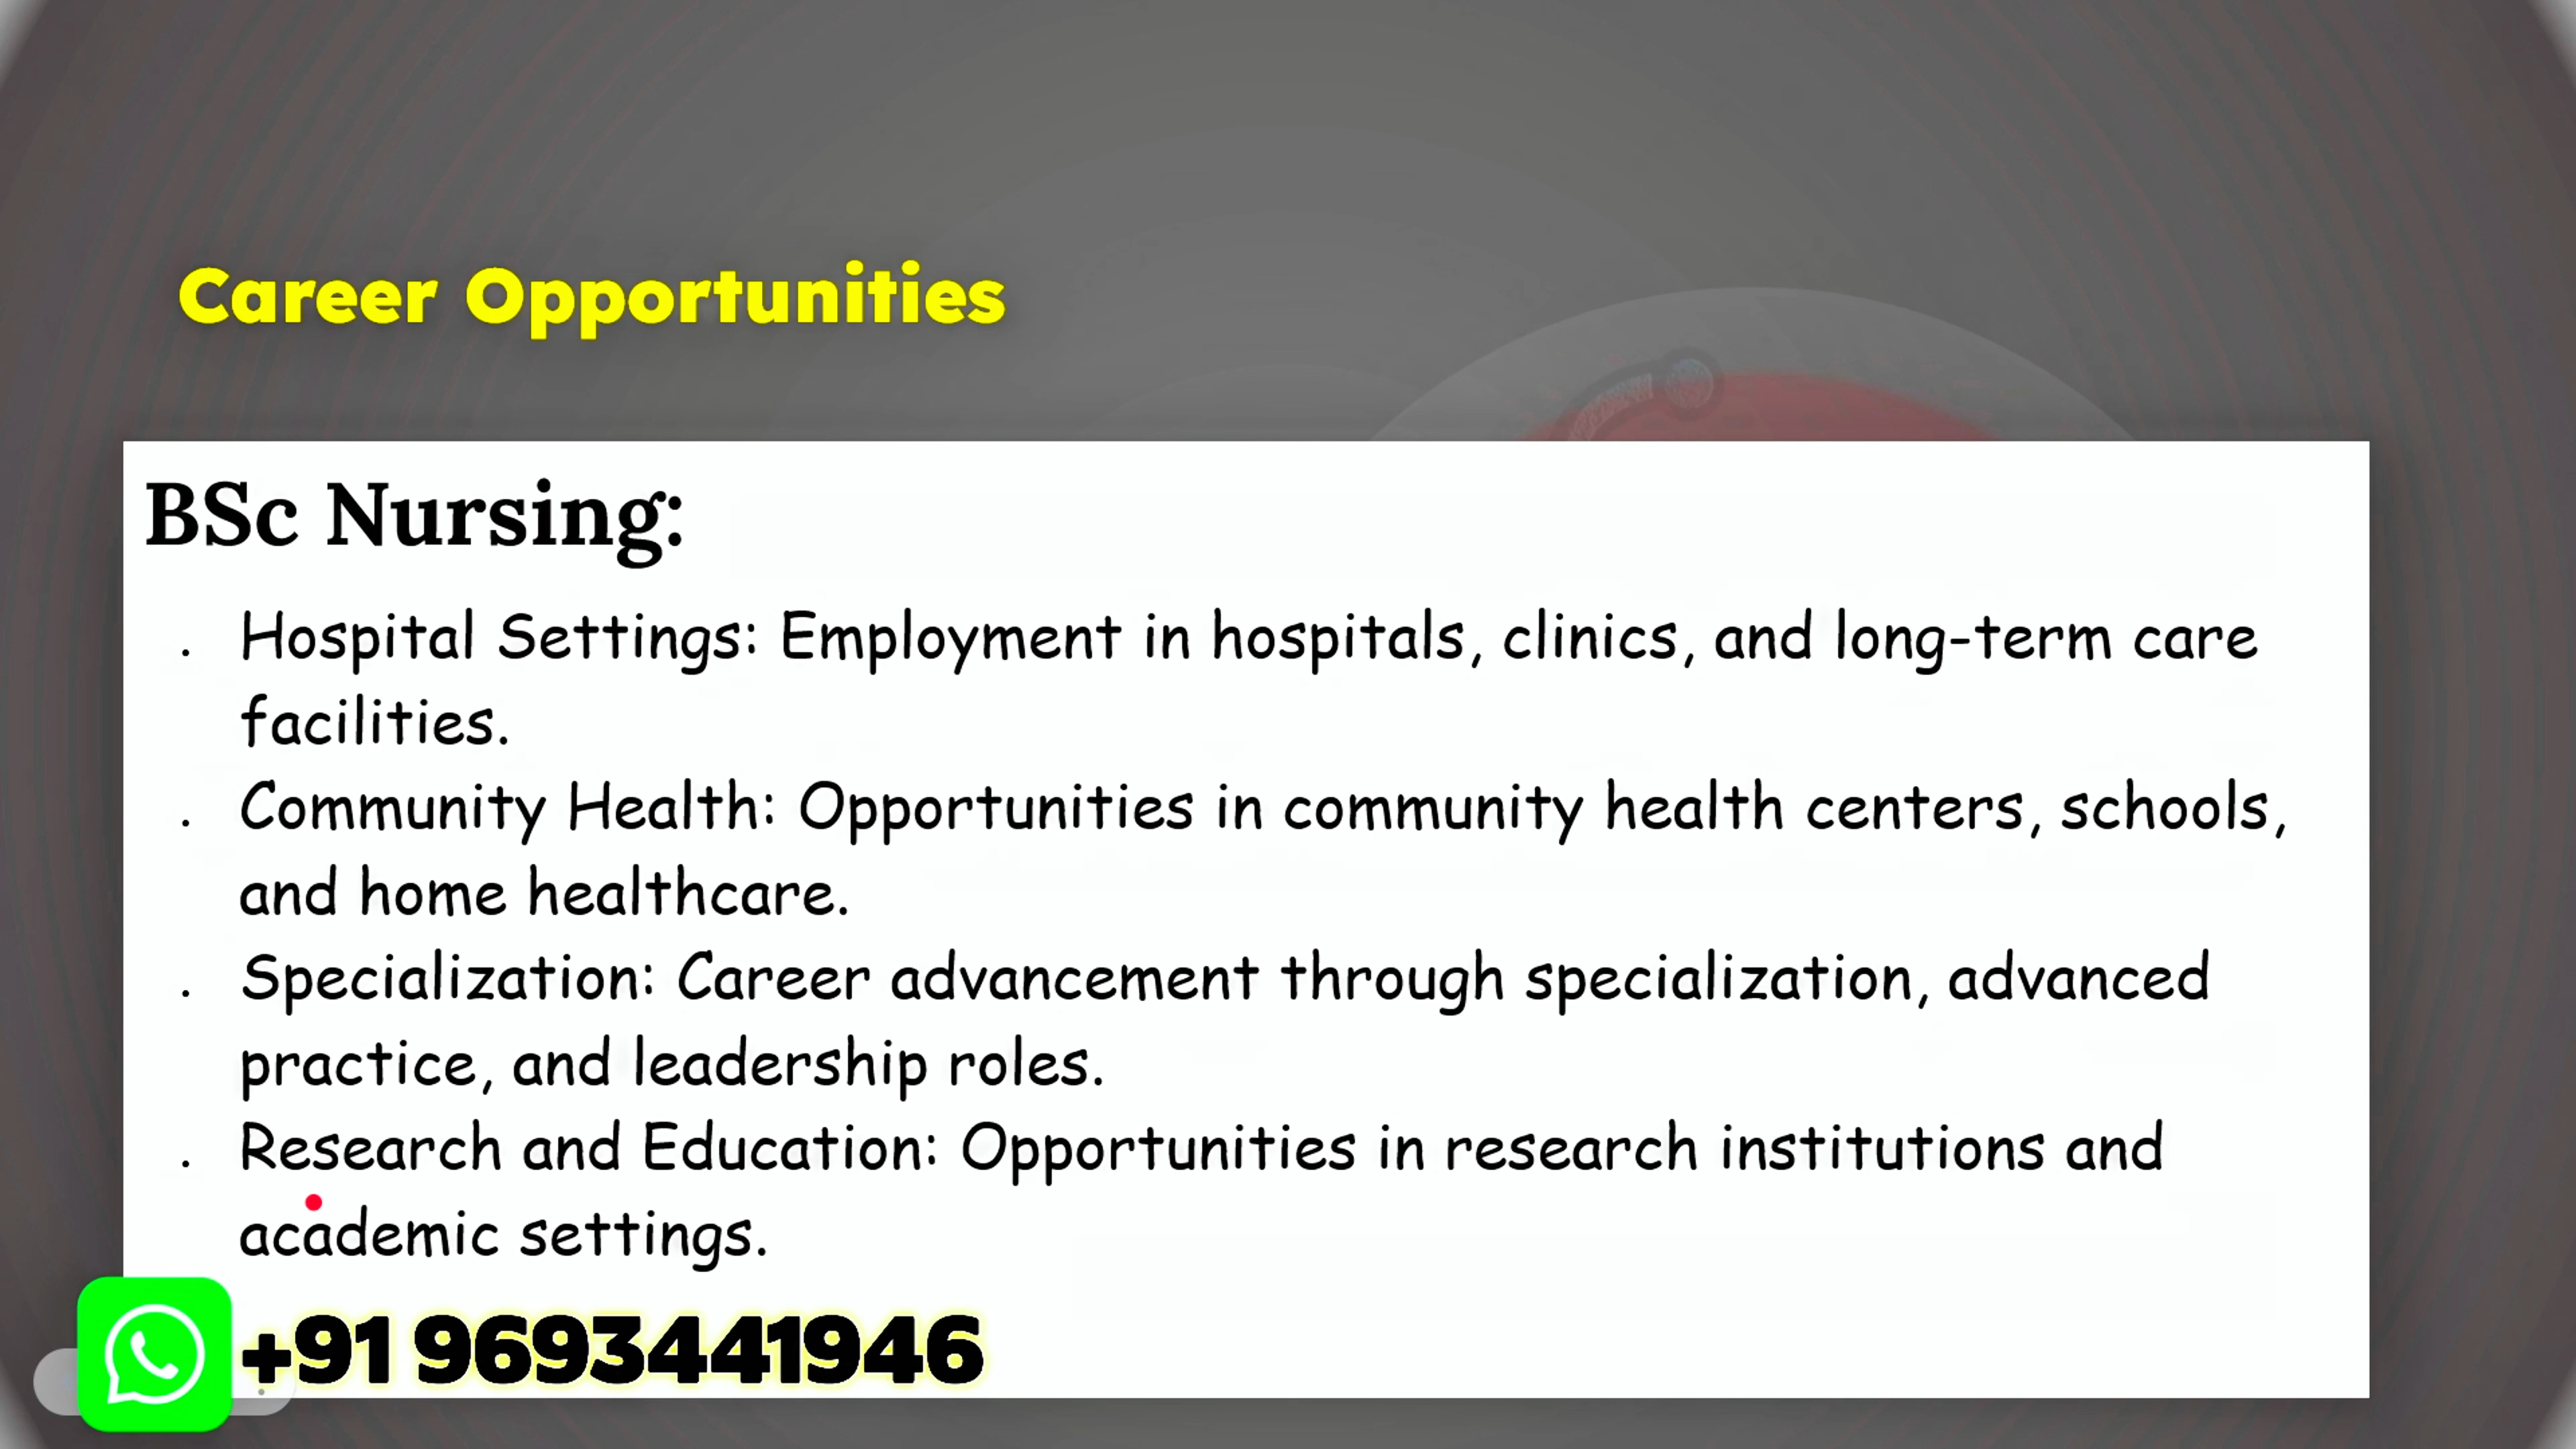 Career Opportunities
BSc Nursing:
. Hospital Settings: Employment in hospitals, clinics, and long-term care
facilities.
. Community Health: Opportunities in community health centers, schools,
and home healthcare.
. Specialization: Career advancement through specialization, advanced
practice, and leadership roles.
. Research and Education: Opportunities in research institutions and
academic settings.
+91 9693441946